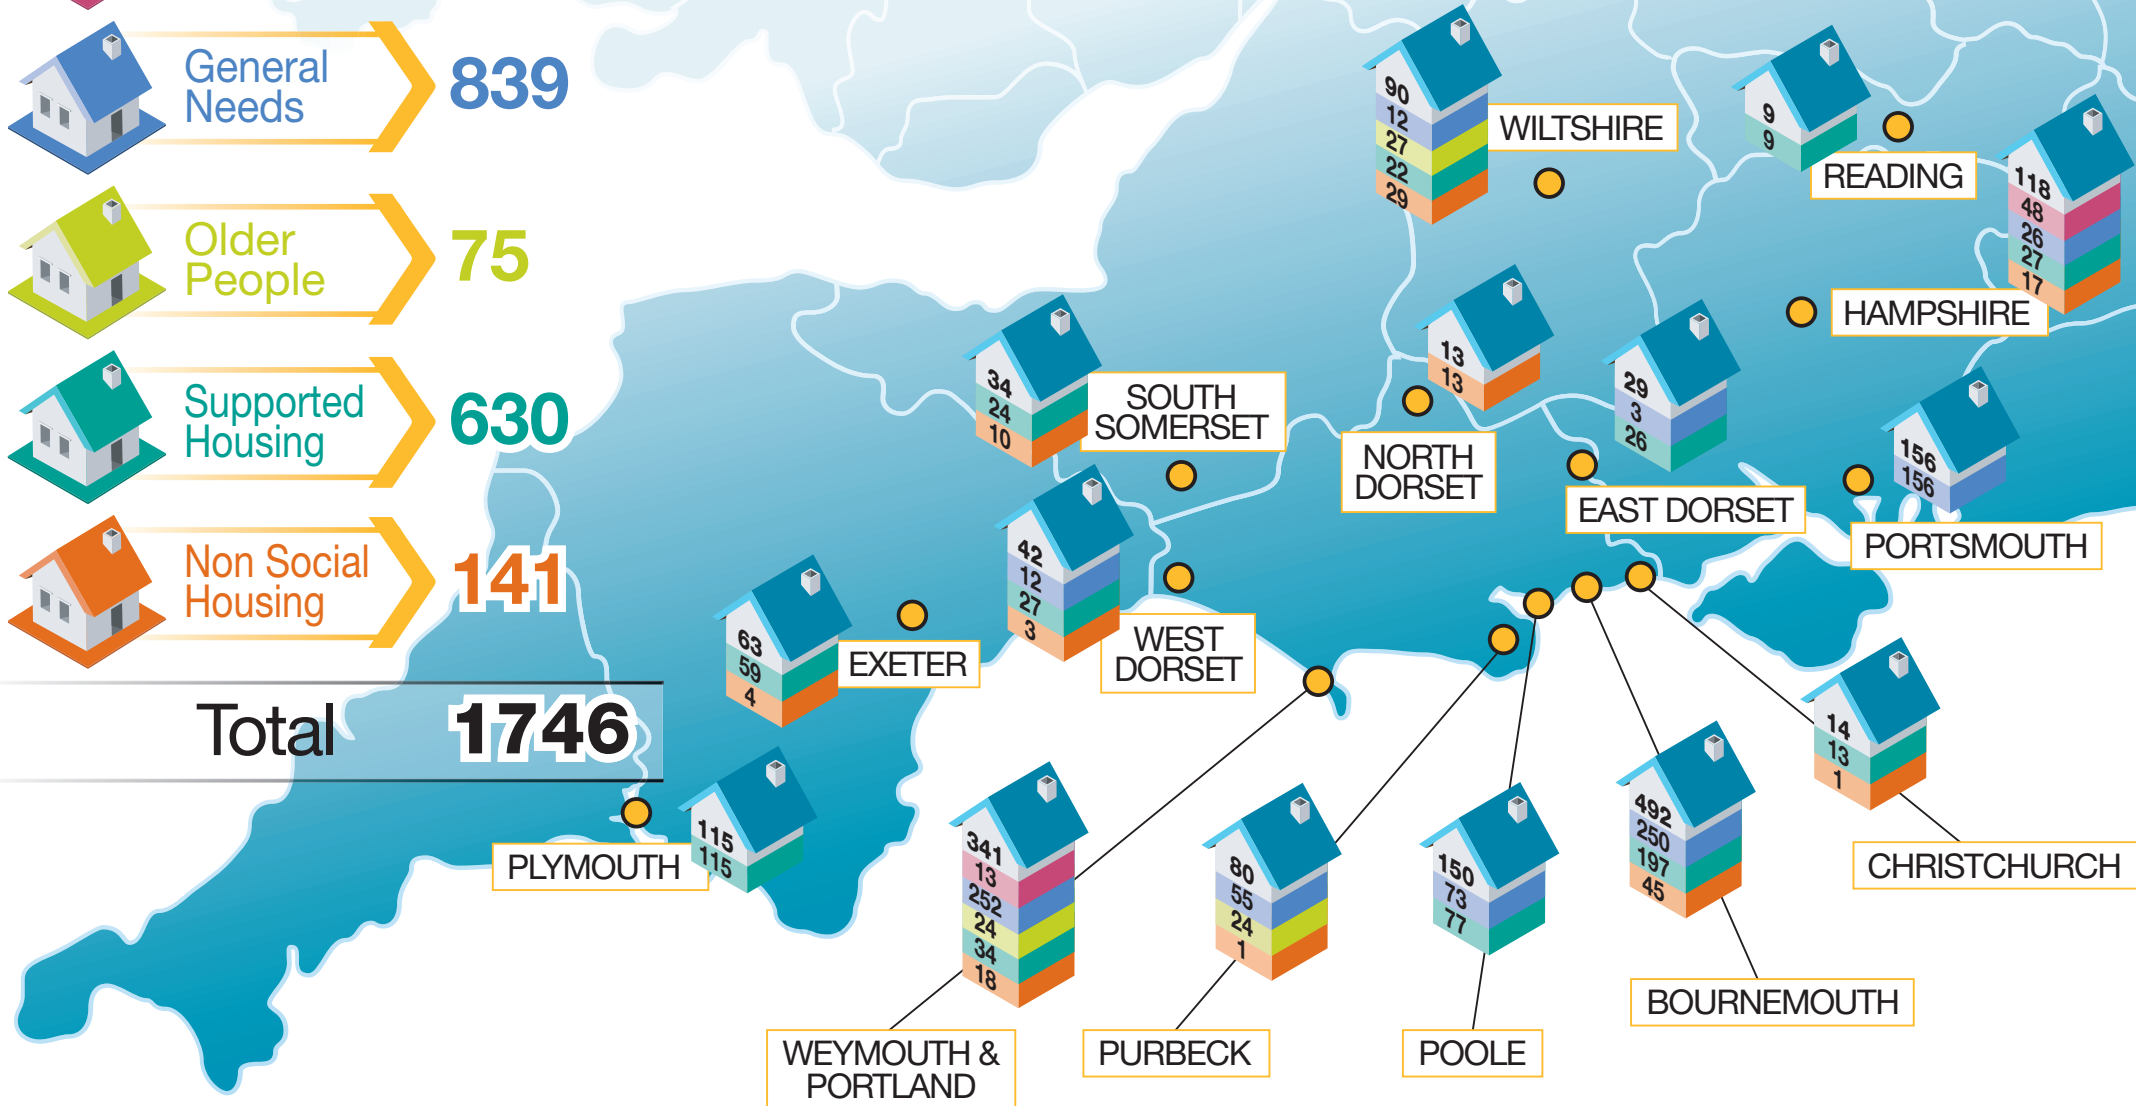 General
Needs
839
Older
People
75
Supported
Housing
630
Non Social
Housing
141
Total
1746
90
12
27
22
29
WILTSHIRE
9
9
READING
118
48
26
27
17
HAMPSHIRE
34
24
10
SOUTH
SOMERSET
13
13
NORTH
DORSET
29
3
26
EAST DORSET
156
156
PORTSMOUTH
42
12
27
3
WEST
DORSET
63
59
4
EXETER
115
115
PLYMOUTH
341
13
252
24
34
18
WEYMOUTH &
PORTLAND
80
55
24
1
PURBECK
150
73
77
POOLE
492
250
197
45
BOURNEMOUTH
14
13
1
CHRISTCHURCH